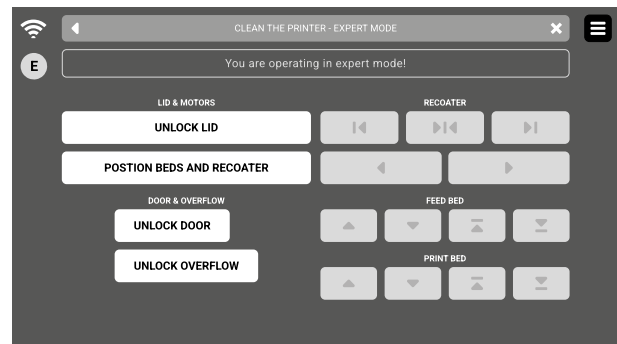 CLEAN THE PRINTER - EXPERT MODE
E
You are operating in expert mode!
LID & MOTORS
UNLOCK LID
POSTION BEDS AND RECOATER
DOOR & OVERFLOW
UNLOCK DOOR
UNLOCK OVERFLOW
RECOATER
FEED BED
PRINT BED